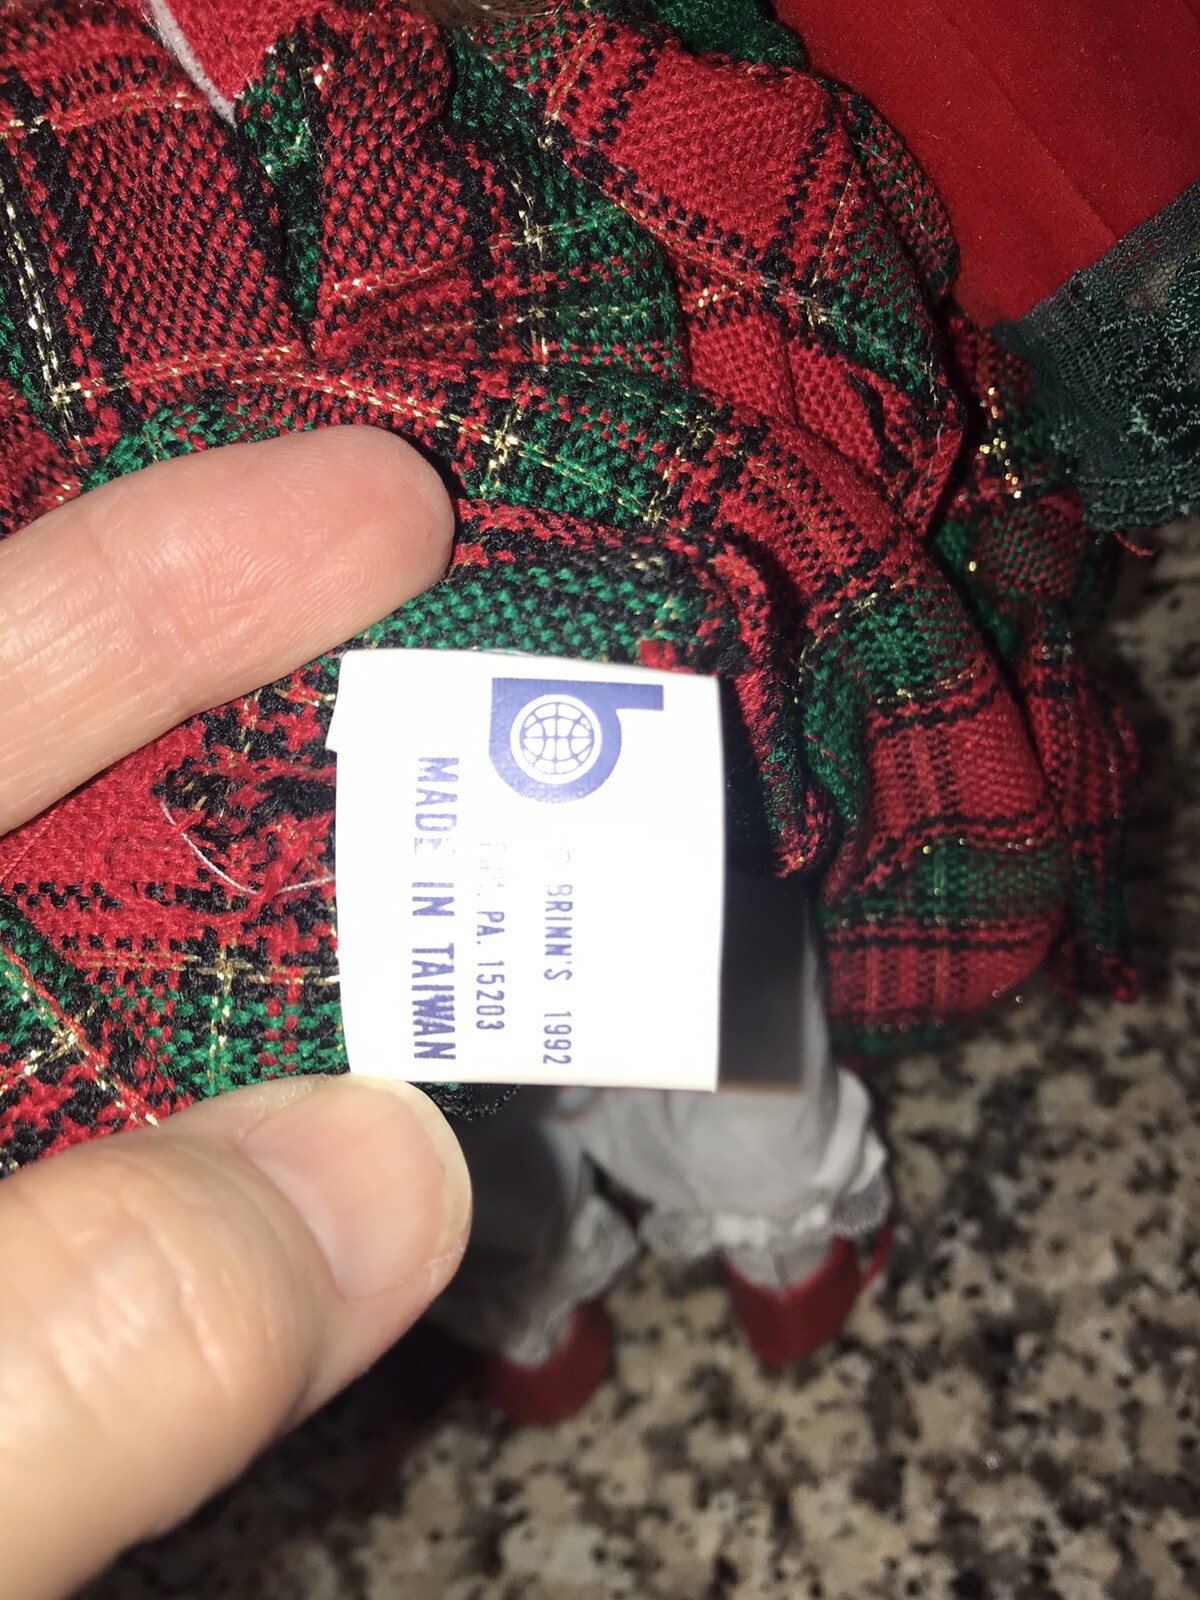 b
© BRINN'S 1992
PA. 15203
MADE IN TAIWAN